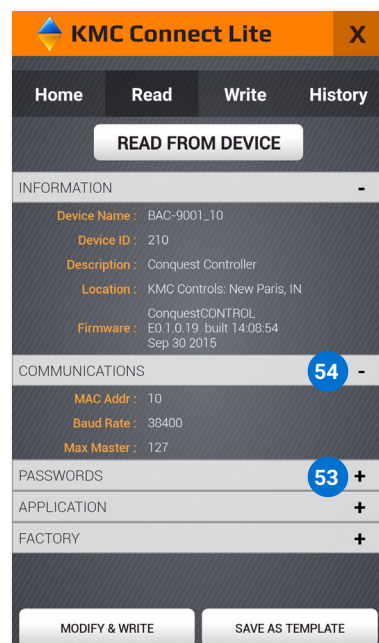 KMC Connect Lite X
Home Read Write History
READ FROM DEVICE
INFORMATION -
Device Name : BAC-9001_10
Device ID : 210
Description : Conquest Controller
Location : KMC Controls: New Paris, IN
ConquestCONTROL
Firmware : E0.1.0.19 built 14:08:54
Sep 30 2015
COMMUNICATIONS 54 -
MAC Addr : 10
Baud Rate : 38400
Max Master : 127
PASSWORDS 53 +
APPLICATION +
FACTORY +
MODIFY & WRITE SAVE AS TEMPLATE